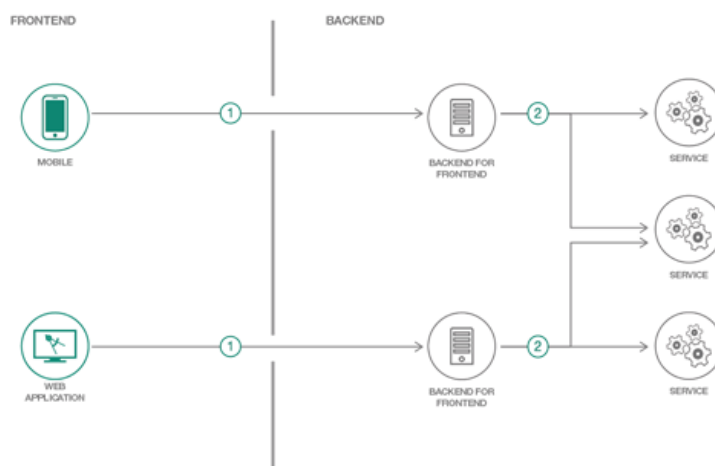 FRONTEND
BACKEND
1
2
MOBILE
BACKEND FOR
FRONTEND
SERVICE
SERVICE
1
2
WEB
APPLICATION
BACKEND FOR
FRONTEND
SERVICE